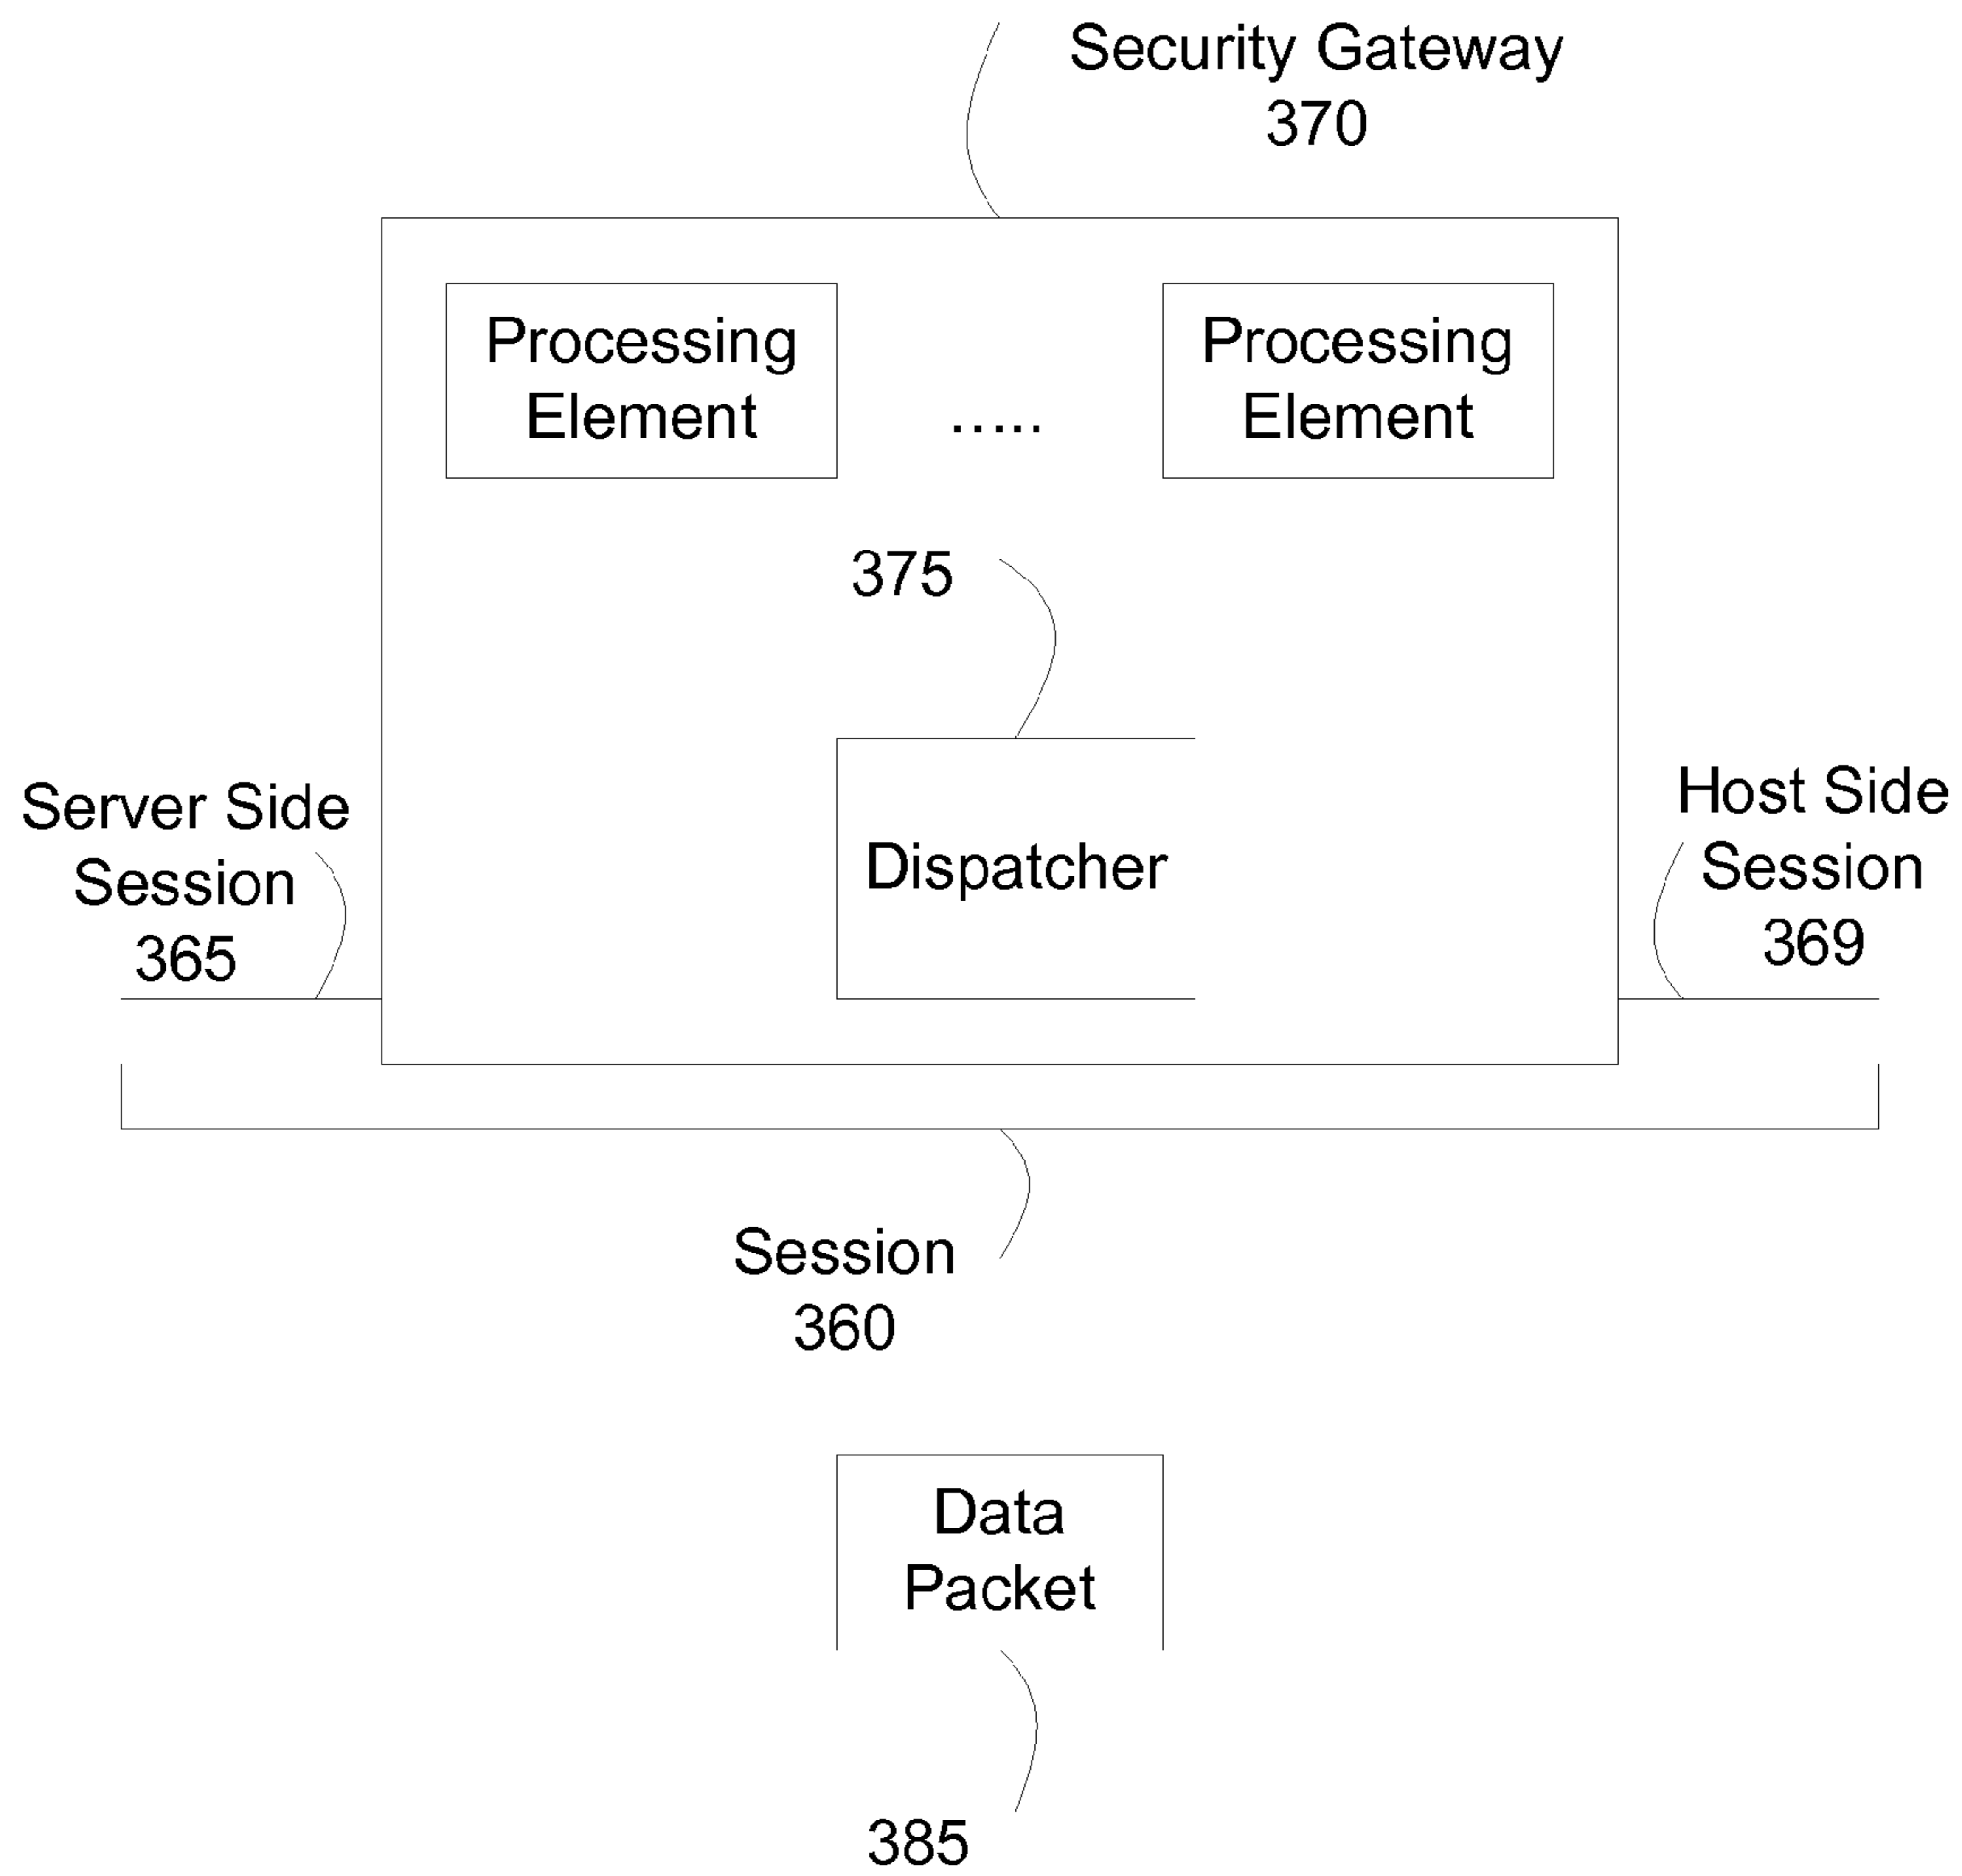 Security Gateway
370
Processing
Element
.....
Processing
Element
375
Dispatcher
Server Side
Session
365
Host Side
Session
369
Session
360
Data
Packet
385